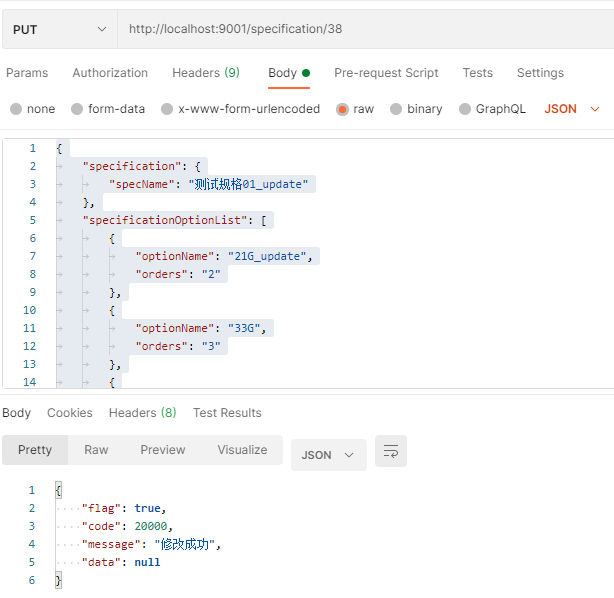 PUT http://localhost:9001/specification/38
Params Authorization Headers (9) Body Pre-request Script Tests Settings
none form-data x-www-form-urlencoded raw binary GraphQL JSON
1 {
2 "specification": {
3 "specName": "测试规格01_update"
4 },
5 "specificationOptionList": [
6 {
7 "optionName": "21G_update",
8 "orders": "2"
9 },
10 {
11 "optionName": "33G",
12 "orders": "3"
13 },
14 {
Body Cookies Headers (8) Test Results
Pretty Raw Preview Visualize JSON
1 {
2 "flag": true,
3 "code": 20000,
4 "message": "修改成功",
5 "data": null
6 }